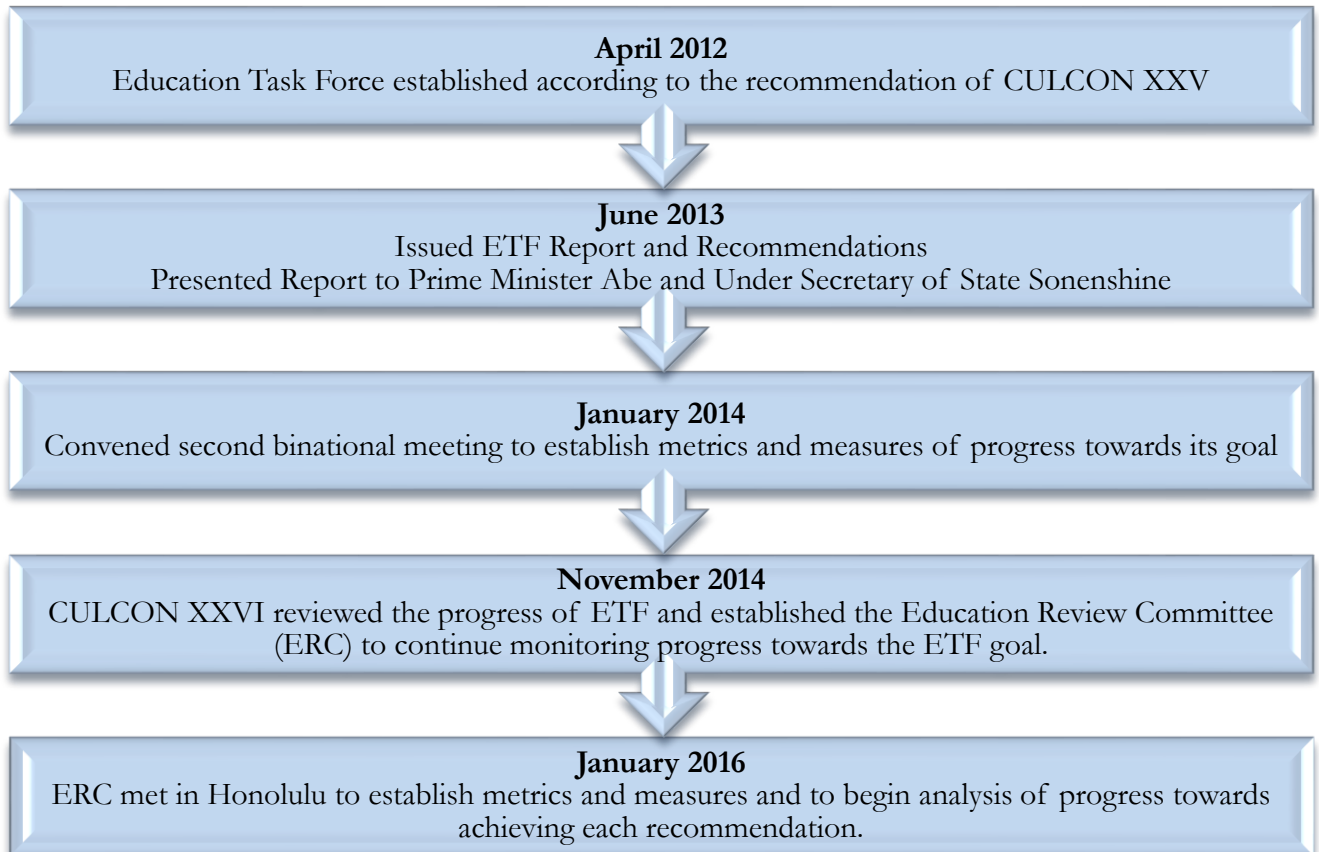 April 2012
Education Task Force established according to the recommendation of CULCON XXV
June 2013
Issued ETF Report and Recommendations
Presented Report to Prime Minister Abe and Under Secretary of State Sonenshine
January 2014
Convened second binational meeting to establish metrics and measures of progress towards its goal
November 2014
CULCON XXVI reviewed the progress of ETF and established the Education Review Committee
(ERC) to continue monitoring progress towards the ETF goal.
January 2016
ERC met in Honolulu to establish metrics and measures and to begin analysis of progress towards
achieving each recommendation.